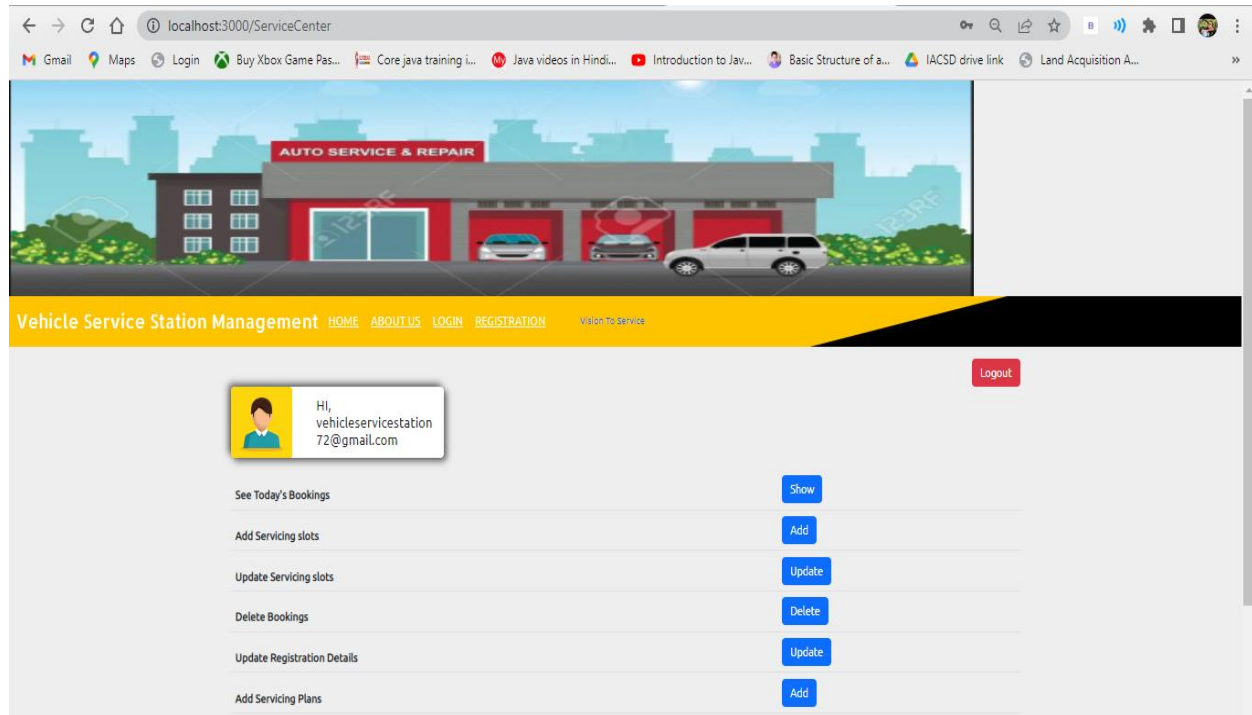 localhost:3000/ServiceCenter
Gmail Maps Login Buy Xbox Game Pas... Core java training i... Java videos in Hindi... Introduction to Jav... Basic Structure of a... IACSD drive link Land Acquisition A... »
AUTO SERVICE & REPAIR
123RF
123RF
Vehicle Service Station Management HOME ABOUT US LOGIN REGISTRATION Vision To Service
Logout
HI,
vehicleservicestation
72@gmail.com
See Today's Bookings Show
Add Servicing slots Add
Update Servicing slots Update
Delete Bookings Delete
Update Registration Details Update
Add Servicing Plans Add